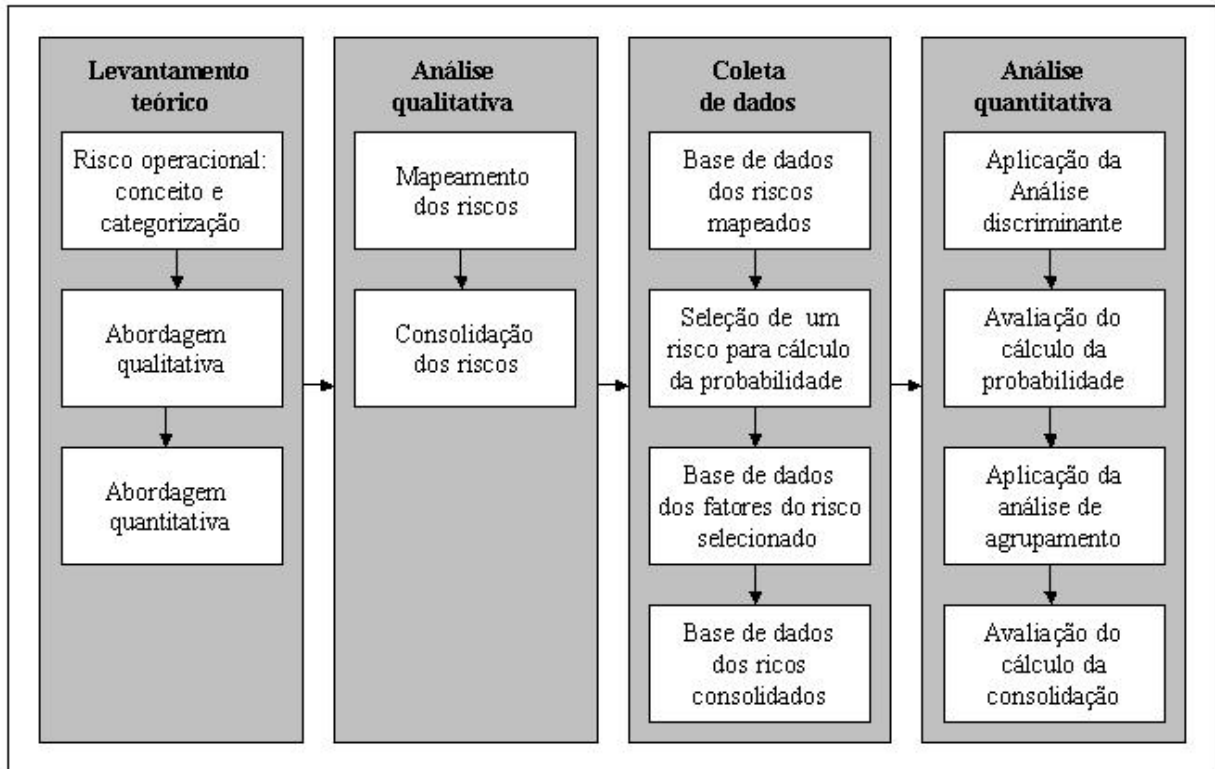 Levantamento
teórico
Risco operacional:
conceito e
categorização
Abordagem
qualitativa
Abordagem
quantitativa
Análise
qualitativa
Mapeamento
dos riscos
Consolidação
dos riscos
Coleta
de dados
Base de dados
dos riscos
mapeados
Seleção de um
risco para cálculo
da probabilidade
Base de dados
dos fatores do risco
selecionado
Base de dados
dos ricos
consolidados
Análise
quantitativa
Aplicação da
Análise
discriminante
Avaliação do
cálculo da
probabilidade
Aplicação da
análise de
agrupamento
Avaliação do
cálculo da
consolidação